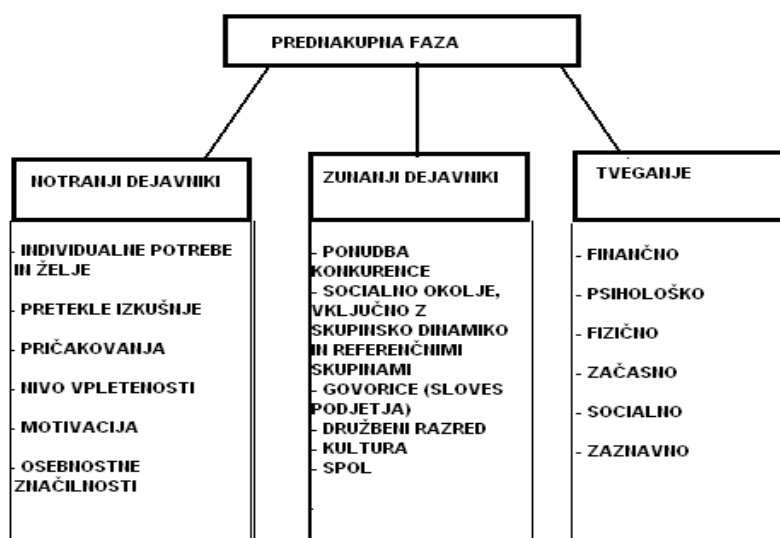 PREDNAKUPNA FAZA
NOTRANJI DEJAVNIKI
- INDIVIDUALNE POTREBE
IN ŽELJE
- PRETEKLE IZKUŠNJE
- PRIČAKOVANJA
- NIVO VPLETENOSTI
- MOTIVACIJA
- OSEBNOSTNE
ZNAČILNOSTI
ZUNANJI DEJAVNIKI
- PONUDBA
KONKURENCE
- SOCIALNO OKOLJE,
VKLJUČNO Z
SKUPINSKO DINAMIKO
IN REFERENČNIMI
SKUPINAMI
- GOVORICE (SLOVES
PODJETJA)
- DRUŽBENI RAZRED
- KULTURA
- SPOL
TVEGANJE
- FINANČNO
- PSIHOLOŠKO
- FIZIČNO
- ZAČASNO
- SOCIALNO
- ZAZNAVNO